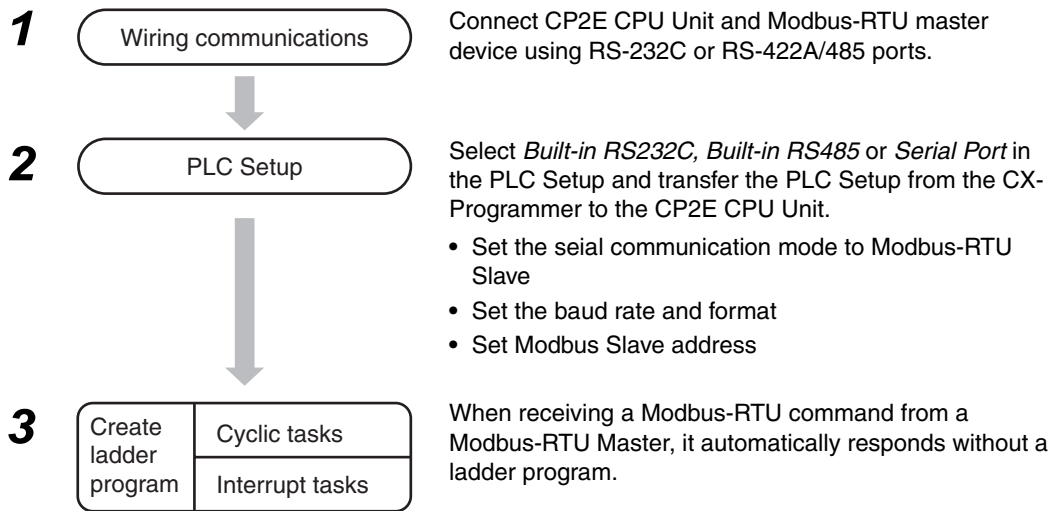 1
Wiring communications
Connect CP2E CPU Unit and Modbus-RTU master
device using RS-232C or RS-422A/485 ports.
2
PLC Setup
Select Built-in RS232C, Built-in RS485 or Serial Port in
the PLC Setup and transfer the PLC Setup from the CX-
Programmer to the CP2E CPU Unit.
• Set the seial communication mode to Modbus-RTU
Slave
• Set the baud rate and format
• Set Modbus Slave address
3
Create
ladder
program
Cyclic tasks
Interrupt tasks
When receiving a Modbus-RTU command from a
Modbus-RTU Master, it automatically responds without a
ladder program.